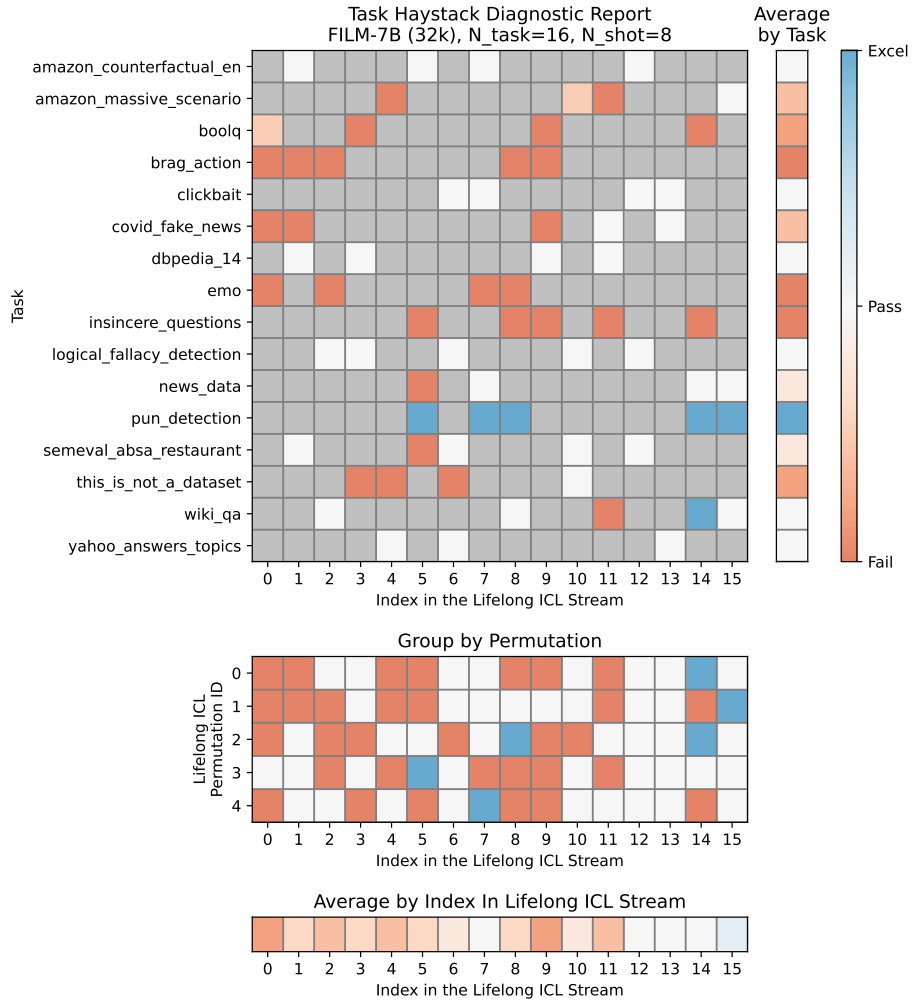 Task Haystack Diagnostic Report
FILM-7B (32k), N_task=16, N_shot=8
Average
by Task
Task
amazon_counterfactual_en
amazon_massive_scenario
boolq
brag_action
clickbait
covid_fake_news
dbpedia_14
emo
insincere_questions
logical_fallacy_detection
news_data
pun_detection
semeval_absa_restaurant
this_is_not_a_dataset
wiki_qa
yahoo_answers_topics
0 1 2 3 4 5 6 7 8 9 10 11 12 13 14 15
Index in the Lifelong ICL Stream
Excel
Pass
Fail
Group by Permutation
Lifelong ICL
Permutation ID
0
1
2
3
4
0 1 2 3 4 5 6 7 8 9 10 11 12 13 14 15
Index in the Lifelong ICL Stream
Average by Index In Lifelong ICL Stream
0 1 2 3 4 5 6 7 8 9 10 11 12 13 14 15
Index in the Lifelong ICL Stream